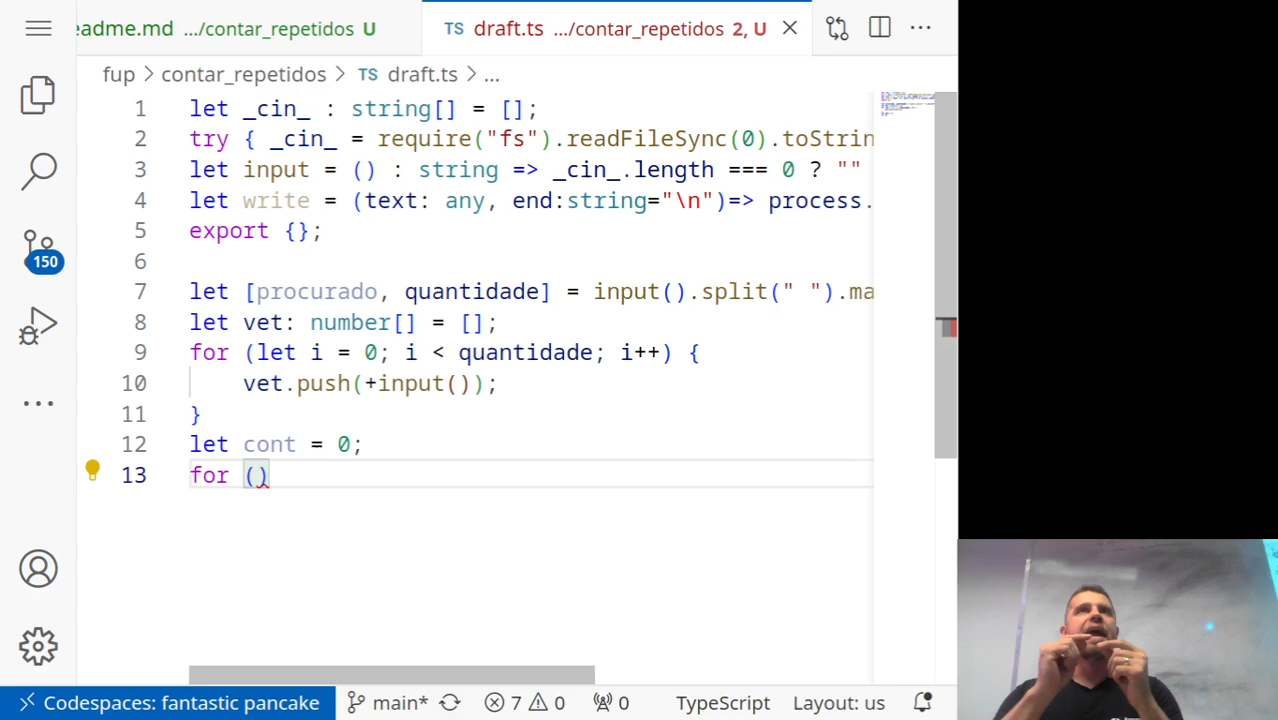 eadme.md .../contar_repetidos U
TS draft.ts .../contar_repetidos 2, U
fup > contar_repetidos > TS draft.ts > ...
1 let _cin_ : string[] = [];
2 try { _cin_ = require("fs").readFileSync(0).toStrin
3 let input = () : string => _cin_.length === 0 ? ""
4 let write = (text: any, end:string="\n")=> process.
5 export {};
6
7 let [procurado, quantidade] = input().split(" ").ma
8 let vet: number[] = [];
9 for (let i = 0; i < quantidade; i++) {
10 vet.push(+input());
11 }
12 let cont = 0;
13 for ()
150
Codespaces: fantastic pancake main* 7 0 0 TypeScript Layout: us